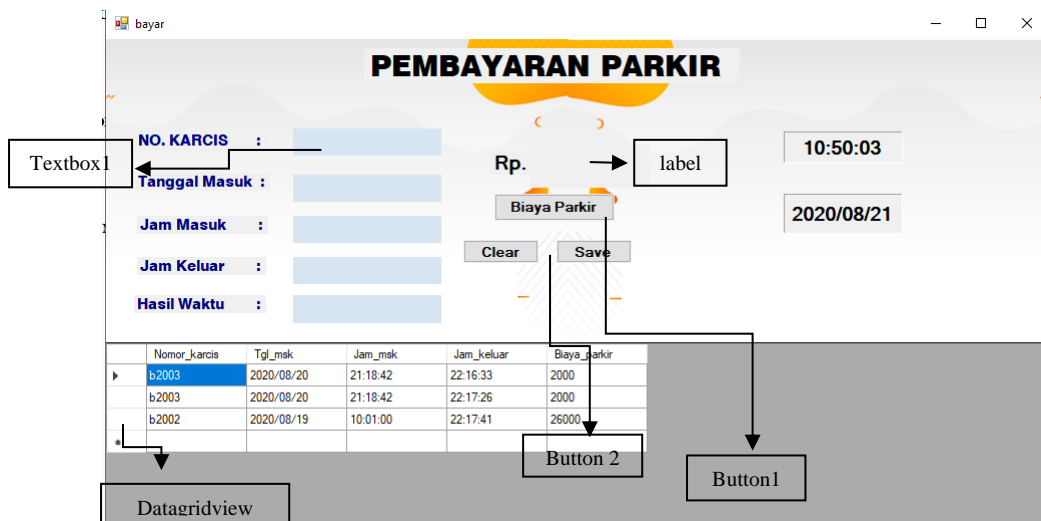 bayar
PEMBAYARAN PARKIR
NO. KARCIS :
Textbox1
Tanggal Masuk :
Jam Masuk :
Jam Keluar :
Hasil Waktu :
Rp.
label
Biaya Parkir
Clear Save
10:50:03
2020/08/21
Nomor_karcis Tgl_msk Jam_msk Jam_keluar Biaya_parkir
b2003 2020/08/20 21:18:42 22:16:33 2000
b2003 2020/08/20 21:18:42 22:17:26 2000
b2002 2020/08/19 10:01:00 22:17:41 26000
Button 2
Button1
Datagridview